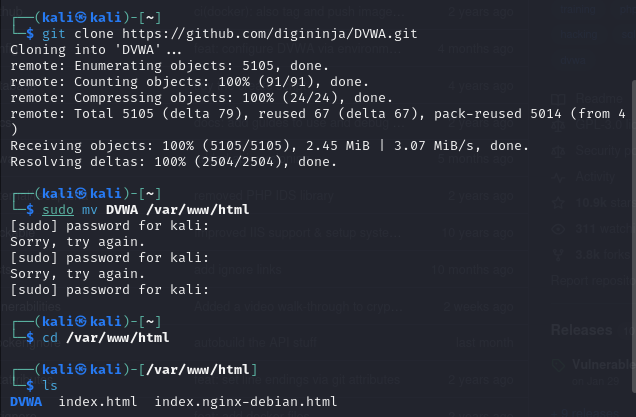 ┌──(kali㉿kali)-[~]
└─$ git clone https://github.com/digininja/DVWA.git
Cloning into 'DVWA'...
remote: Enumerating objects: 5105, done.
remote: Counting objects: 100% (91/91), done.
remote: Compressing objects: 100% (24/24), done.
remote: Total 5105 (delta 79), reused 67 (delta 67), pack-reused 5014 (from 4
)
Receiving objects: 100% (5105/5105), 2.45 MiB | 3.07 MiB/s, done.
Resolving deltas: 100% (2504/2504), done.
┌──(kali㉿kali)-[~]
└─$ sudo mv DVWA /var/www/html
[sudo] password for kali:
Sorry, try again.
[sudo] password for kali:
Sorry, try again.
[sudo] password for kali:
┌──(kali㉿kali)-[~]
└─$ cd /var/www/html
┌──(kali㉿kali)-[/var/www/html]
└─$ ls
DVWA  index.html  index.nginx-debian.html